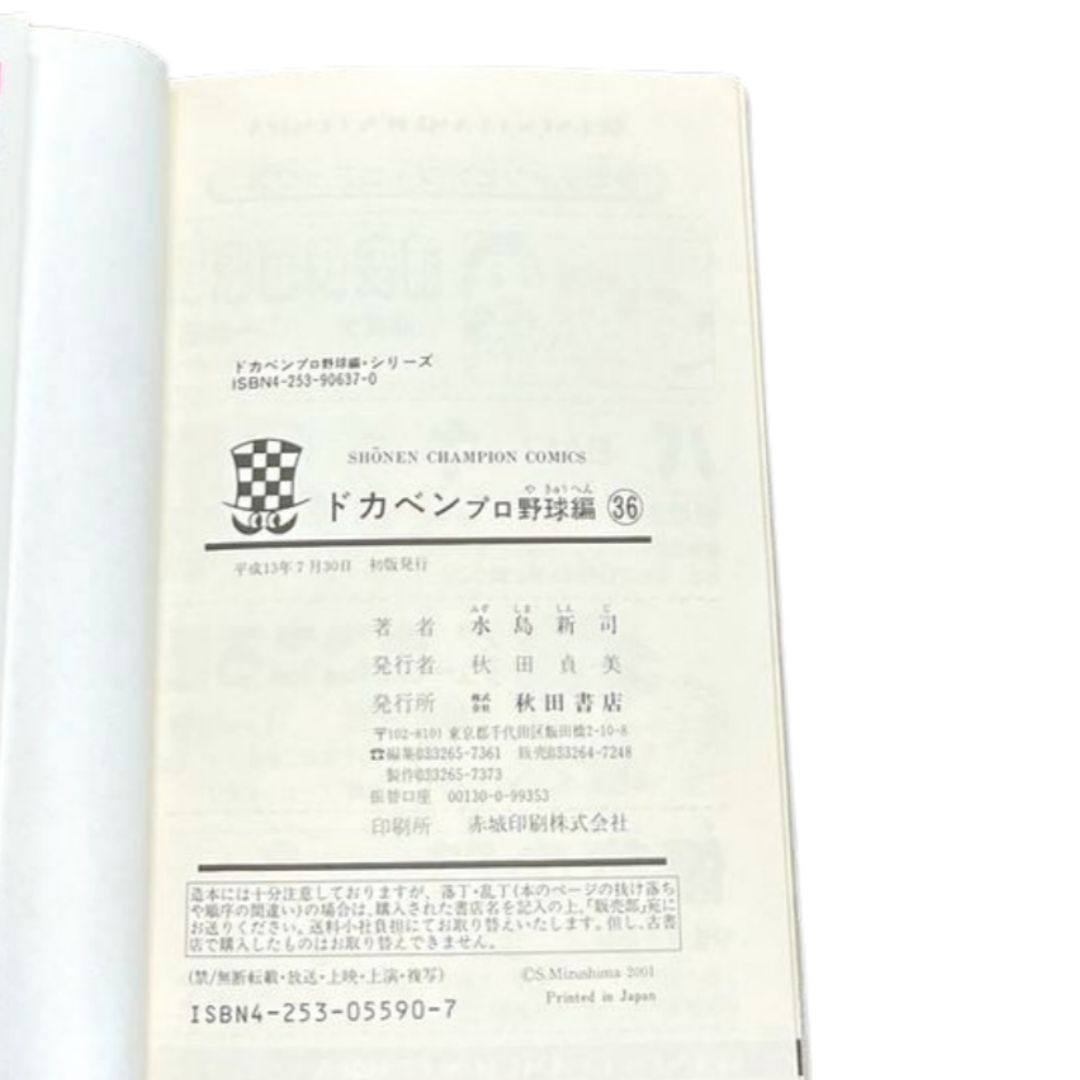 ドカベンプロ野球編・シリーズ
ISBN4-253-90637-0
SHŌNEN CHAMPION COMICS
や きゅうへん
ドカベンプロ野球編 ㊱
平成13年7月30日 初版発行
みず しま しん じ
著者 水島新司
発行者 秋田貞美
発行所 株式会社 秋田書店
〒102-8101 東京都千代田区飯田橋2-10-8
☎編集03(3265-7361 販売03(3264-7248
製作03(3265-7373
振替口座 00130-0-99353
印刷所 赤城印刷株式会社
造本には十分注意しておりますが、落丁・乱丁(本のページの抜け落ち
や順序の間違い)の場合は、購入された書店名を記入の上、「販売部」宛に
お送りください。送料小社負担にてお取り替えいたします。但し、古書
店で購入したものはお取り替えできません。
(禁/無断転載・放送・上映・上演・複写)
©S.Mizushima 2001
Printed in Japan
ISBN4-253-05590-7